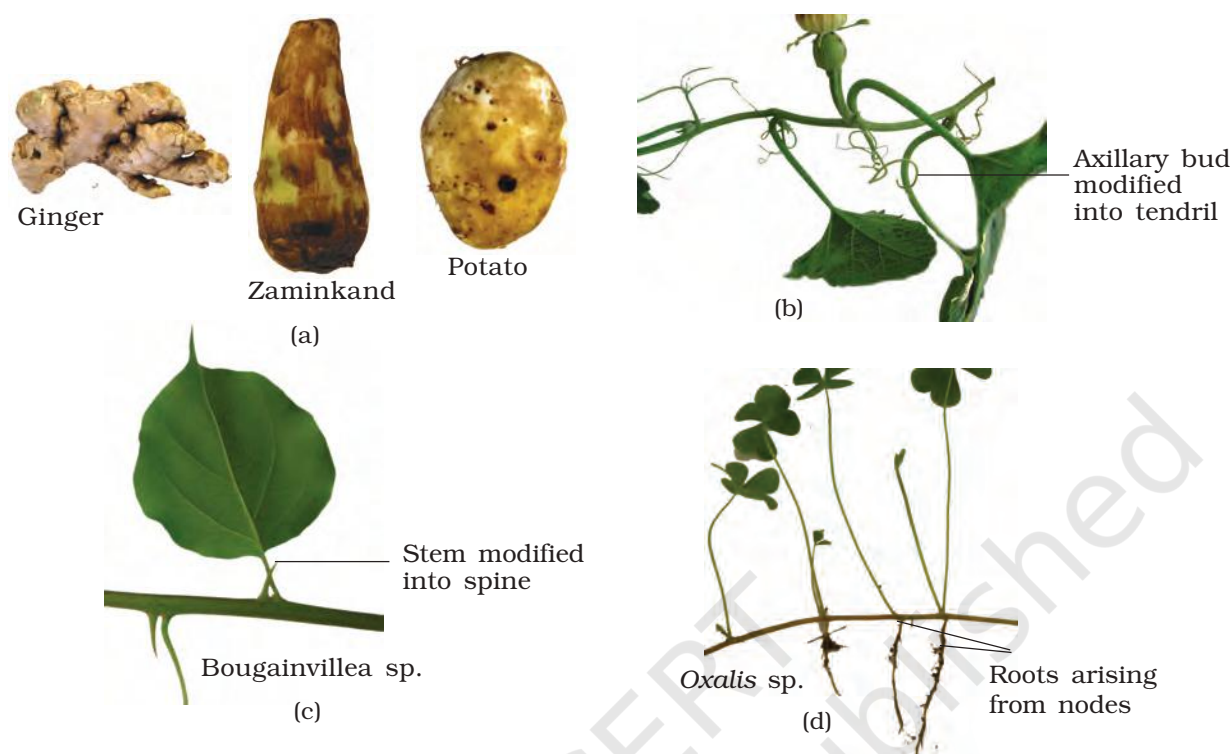 Ginger
Zaminkand
Potato
(a)
Axillary bud
modified
into tendril
(b)
Stem modified
into spine
Bougainvillea sp.
(c)
Oxalis sp.
Roots arising
from nodes
(d)